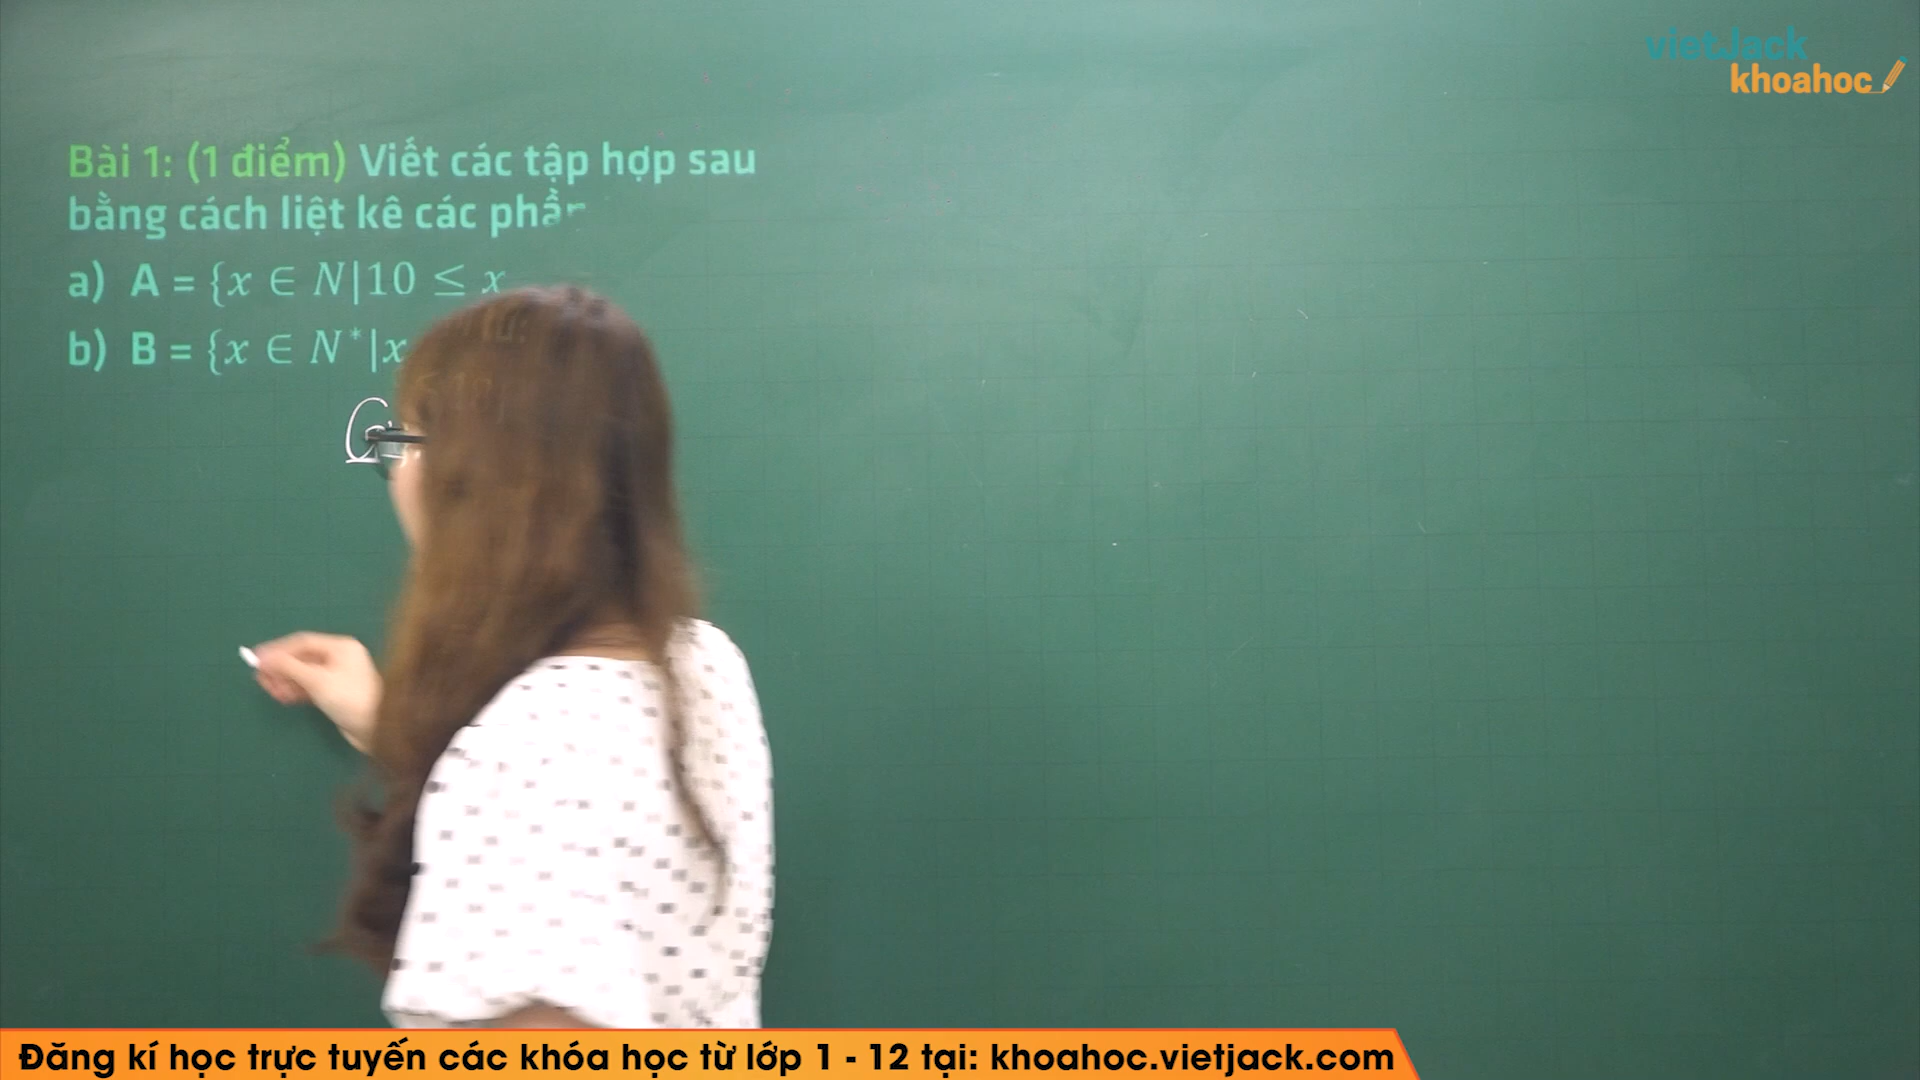 vietJack
khoahoc
Bài 1: (1 điểm) Viết các tập hợp sau
bằng cách liệt kê các
a) A = {x ∈ N|10 ≤ x
b) B = {x ∈ N*|x
Đăng kí học trực tuyến các khóa học từ lớp 1 - 12 tại: khoahoc.vietjack.com